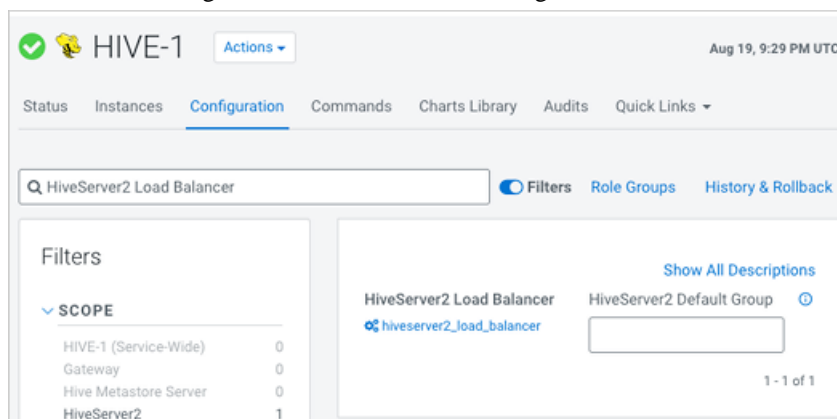 HIVE-1 Actions Aug 19, 9:29 PM UTC
Status Instances Configuration Commands Charts Library Audits Quick Links
HiveServer2 Load Balancer Filters Role Groups History & Rollback
Filters
SCOPE
HIVE-1 (Service-Wide) 0
Gateway 0
Hive Metastore Server 0
HiveServer2 1
Show All Descriptions
HiveServer2 Load Balancer HiveServer2 Default Group
hiveserver2_load_balancer
1 - 1 of 1